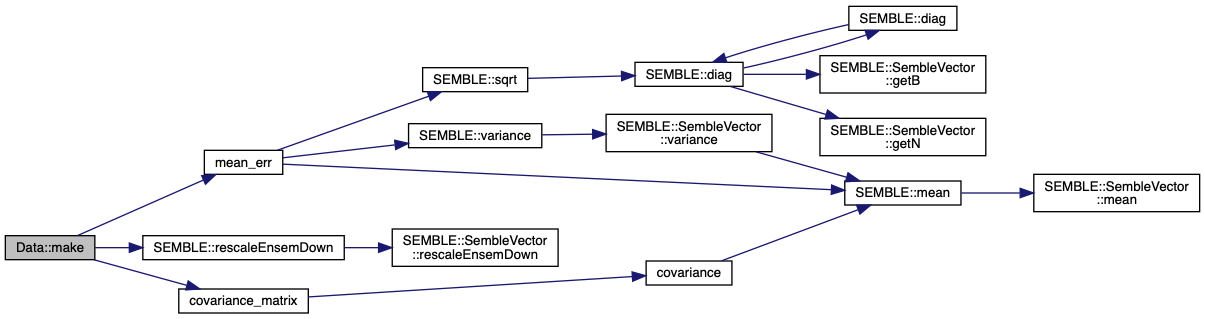 SEMBLE::diag
SEMBLE::sqrt
SEMBLE::diag
SEMBLE::SembleVector
::getB
SEMBLE::variance
SEMBLE::SembleVector
::variance
SEMBLE::SembleVector
::getN
mean_err
SEMBLE::mean
SEMBLE::SembleVector
::mean
Data::make
SEMBLE::rescaleEnsemDown
SEMBLE::SembleVector
::rescaleEnsemDown
covariance
covariance_matrix